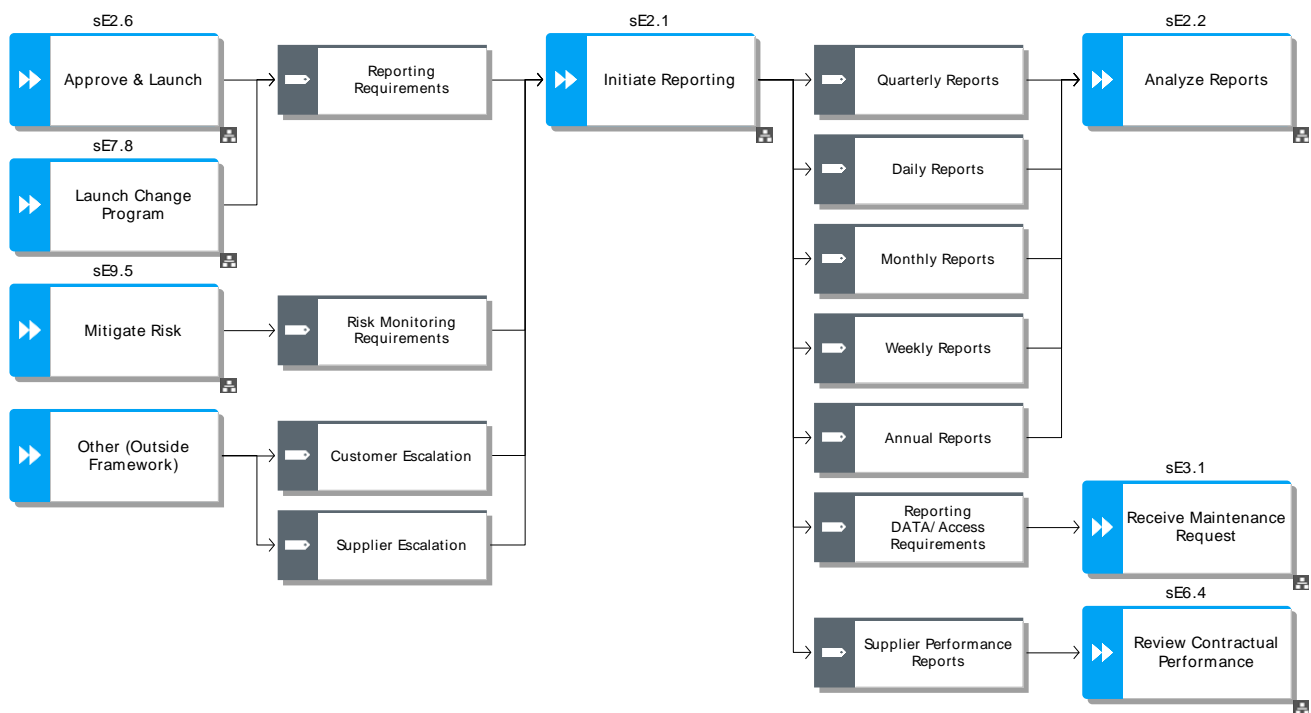 sE2.6
Approve & Launch
sE7.8
Launch Change
Program
sE9.5
Mitigate Risk
Other (Outside
Framework)
Reporting
Requirements
Risk Monitoring
Requirements
Customer Escalation
Supplier Escalation
sE2.1
Initiate Reporting
Quarterly Reports
Daily Reports
Monthly Reports
Weekly Reports
Annual Reports
Reporting
DATA/ Access
Requirements
Supplier Performance
Reports
sE2.2
Analyze Reports
sE3.1
Receive Maintenance
Request
sE6.4
Review Contractual
Performance